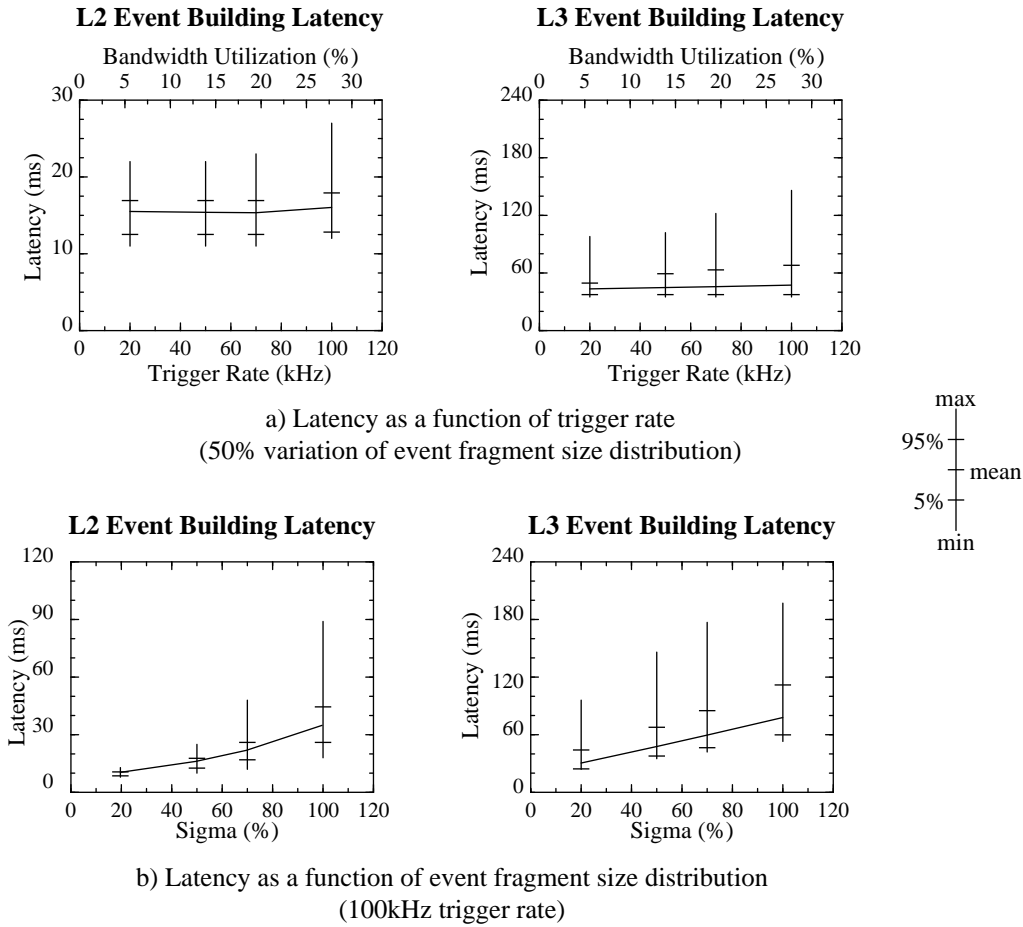 L2 Event Building Latency
Bandwidth Utilization (%)
0 5 10 15 20 25 30
30
20
10
0
Latency (ms)
0 20 40 60 80 100 120
Trigger Rate (kHz)
L3 Event Building Latency
Bandwidth Utilization (%)
0 5 10 15 20 25 30
240
180
120
60
0
Latency (ms)
0 20 40 60 80 100 120
Trigger Rate (kHz)
a) Latency as a function of trigger rate
(50% variation of event fragment size distribution)
max
95%
mean
5%
min
L2 Event Building Latency
120
90
60
30
0
Latency (ms)
0 20 40 60 80 100 120
Sigma (%)
L3 Event Building Latency
240
180
120
60
0
Latency (ms)
0 20 40 60 80 100 120
Sigma (%)
b) Latency as a function of event fragment size distribution
(100kHz trigger rate)